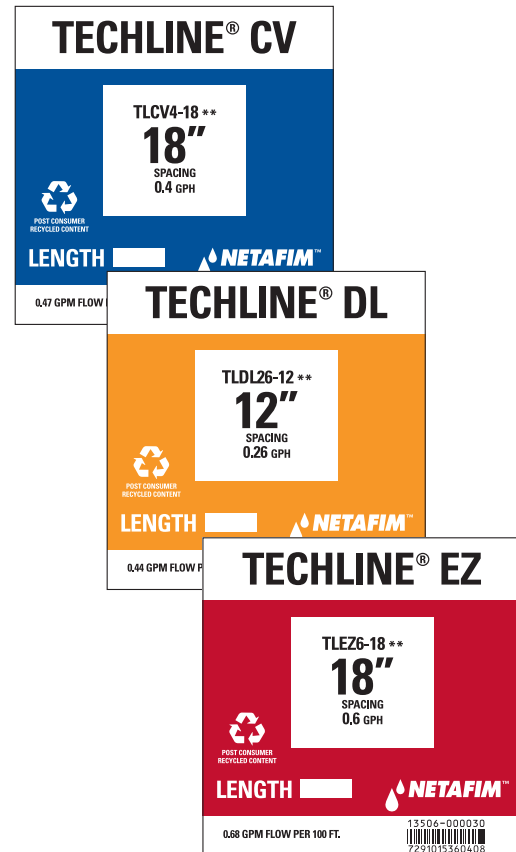 TECHLINE® CV
TLCV4-18 **
18”
SPACING
0.4 GPH
POST CONSUMER
RECYCLED CONTENT
LENGTH
NETAFIM™
0.47 GPM FLOW
TECHLINE® DL
TLDL26-12 **
12”
SPACING
0.26 GPH
POST CONSUMER
RECYCLED CONTENT
LENGTH
NETAFIM™
0.44 GPM FLOW
TECHLINE® EZ
TLEZ6-18 **
18”
SPACING
0.6 GPH
POST CONSUMER
RECYCLED CONTENT
LENGTH
NETAFIM™
0.68 GPM FLOW PER 100 FT.
13506-000030
7291015360408